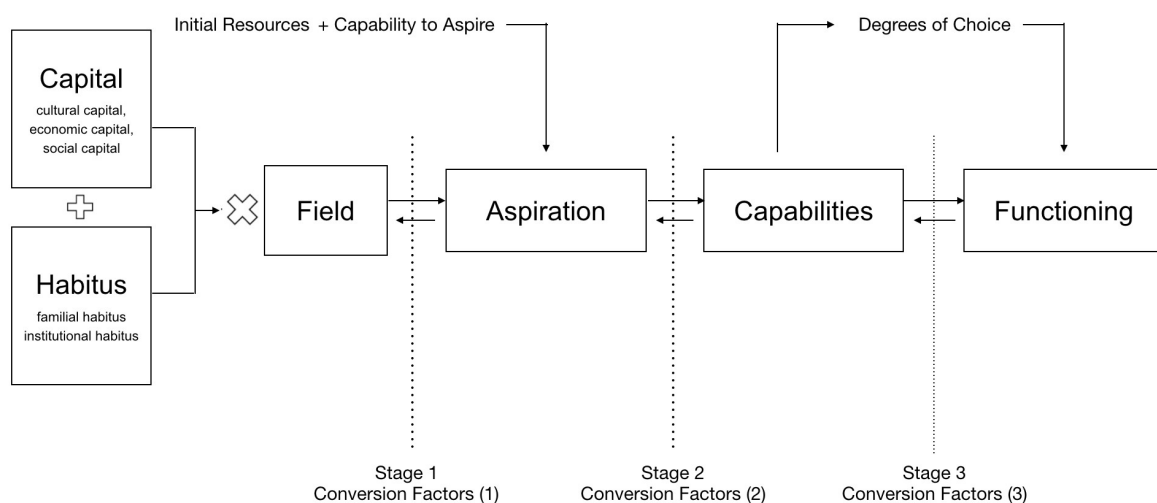 Initial Resources + Capability to Aspire
Degrees of Choice
Capital
cultural capital,
economic capital,
social capital
Habitus
familial habitus
institutional habitus
Field
Aspiration
Capabilities
Functioning
Stage 1
Conversion Factors (1)
Stage 2
Conversion Factors (2)
Stage 3
Conversion Factors (3)